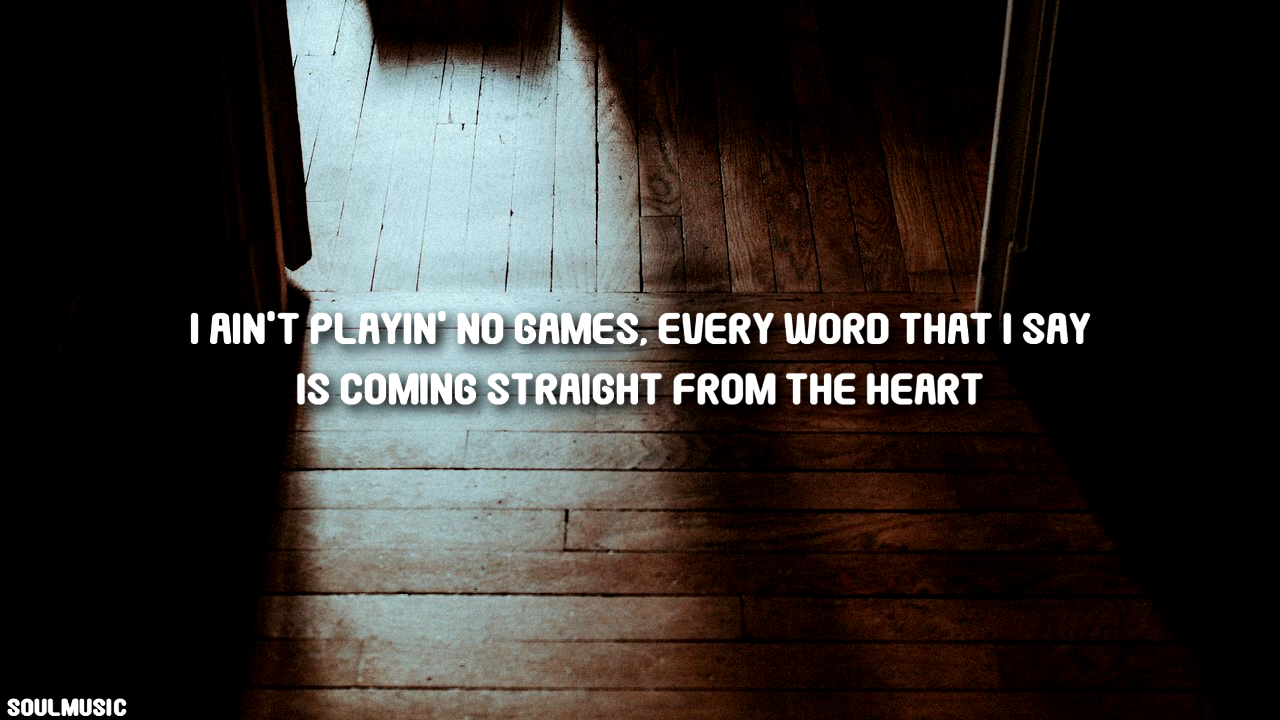 I AIN'T PLAYIN' NO GAMES, EVERY WORD THAT I SAY
IS COMING STRAIGHT FROM THE HEART
SOULMUSIC